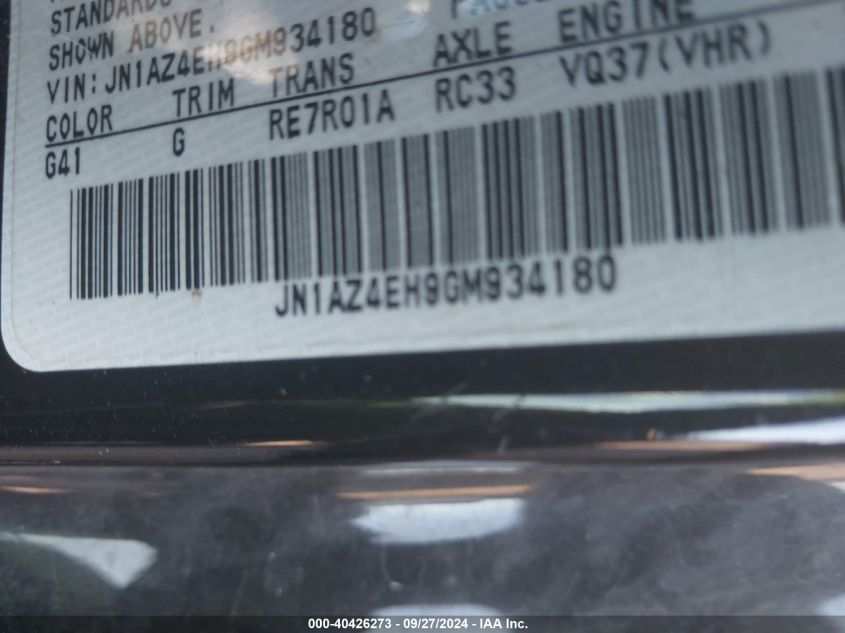 STANDARDS
SHOWN ABOVE.
VIN: JN1AZ4EH9GM934180
COLOR TRIM TRANS AXLE ENGINE
G41 G RE7R01A RC33 VQ37(VHR)
JN1AZ4EH9GM934180
000-40426273 - 09/27/2024 - IAA Inc.